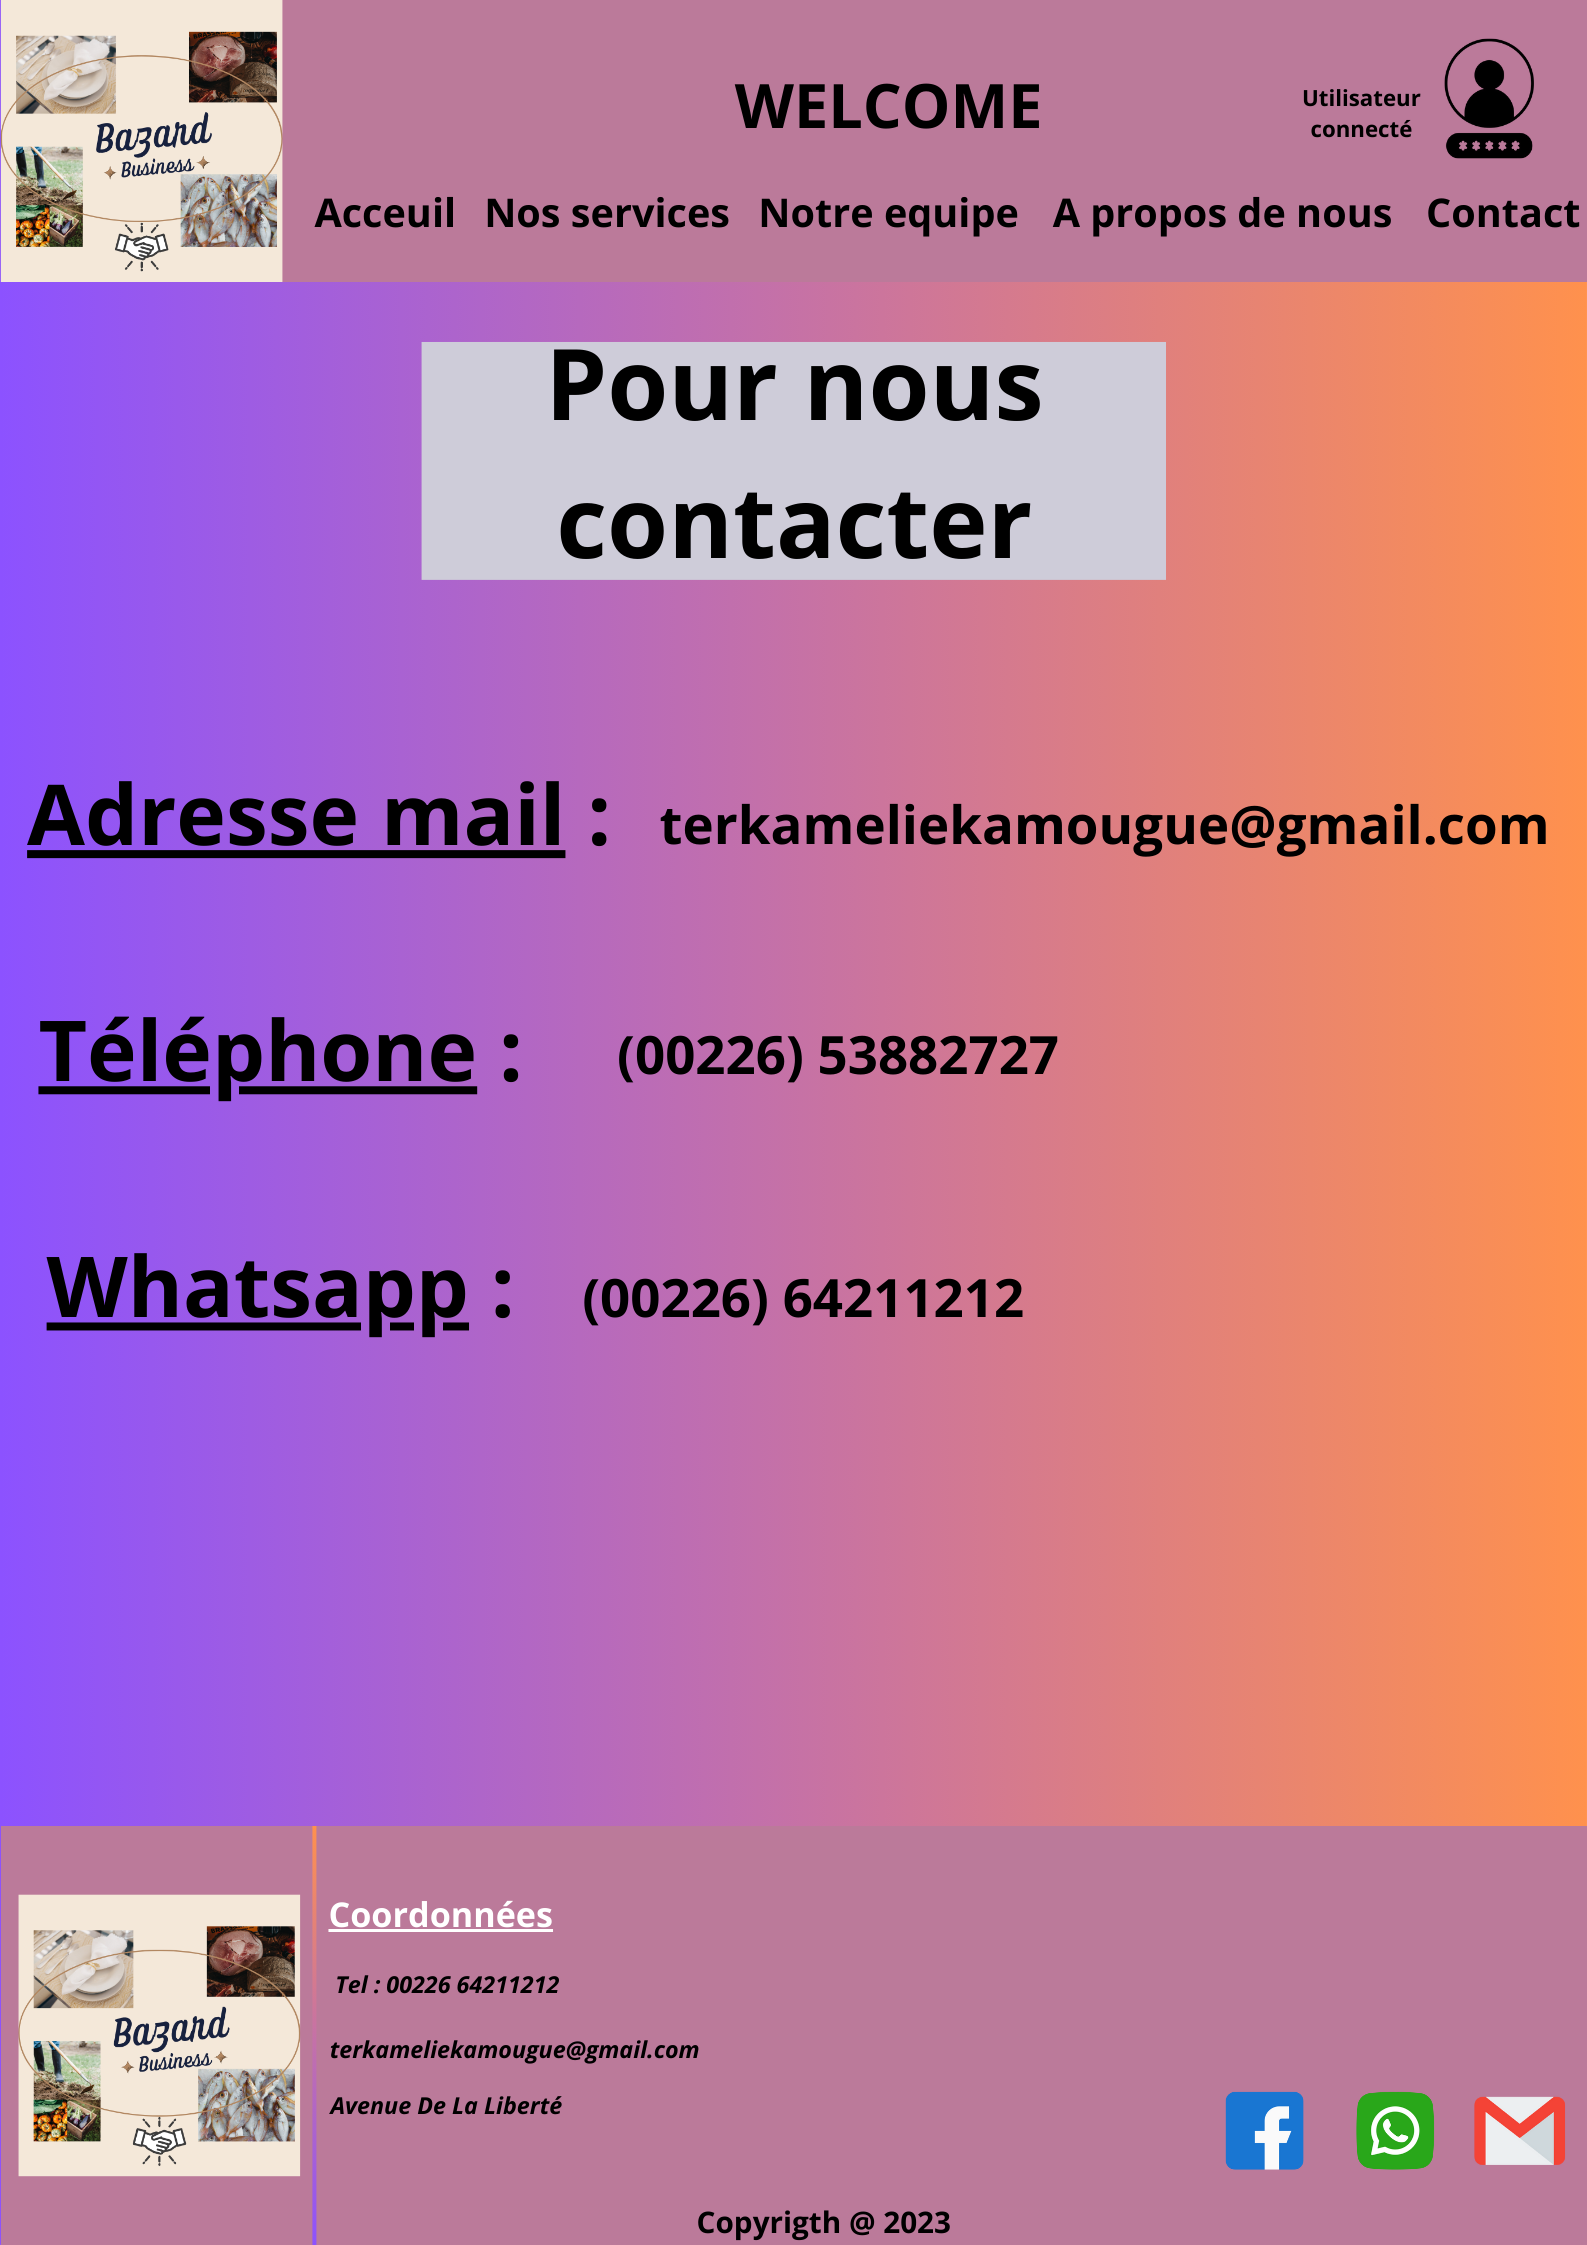 Bazard
Business
WELCOME
Utilisateur
connecté
*****
Acceuil Nos services Notre equipe A propos de nous Contact
Pour nous
contacter
Adresse mail : terkameliekamougue@gmail.com
Téléphone : (00226) 53882727
Whatsapp : (00226) 64211212
Coordonnées
Tel : 00226 64211212
terkameliekamougue@gmail.com
Avenue De La Liberté
Bazard
Business
Copyrigth @ 2023